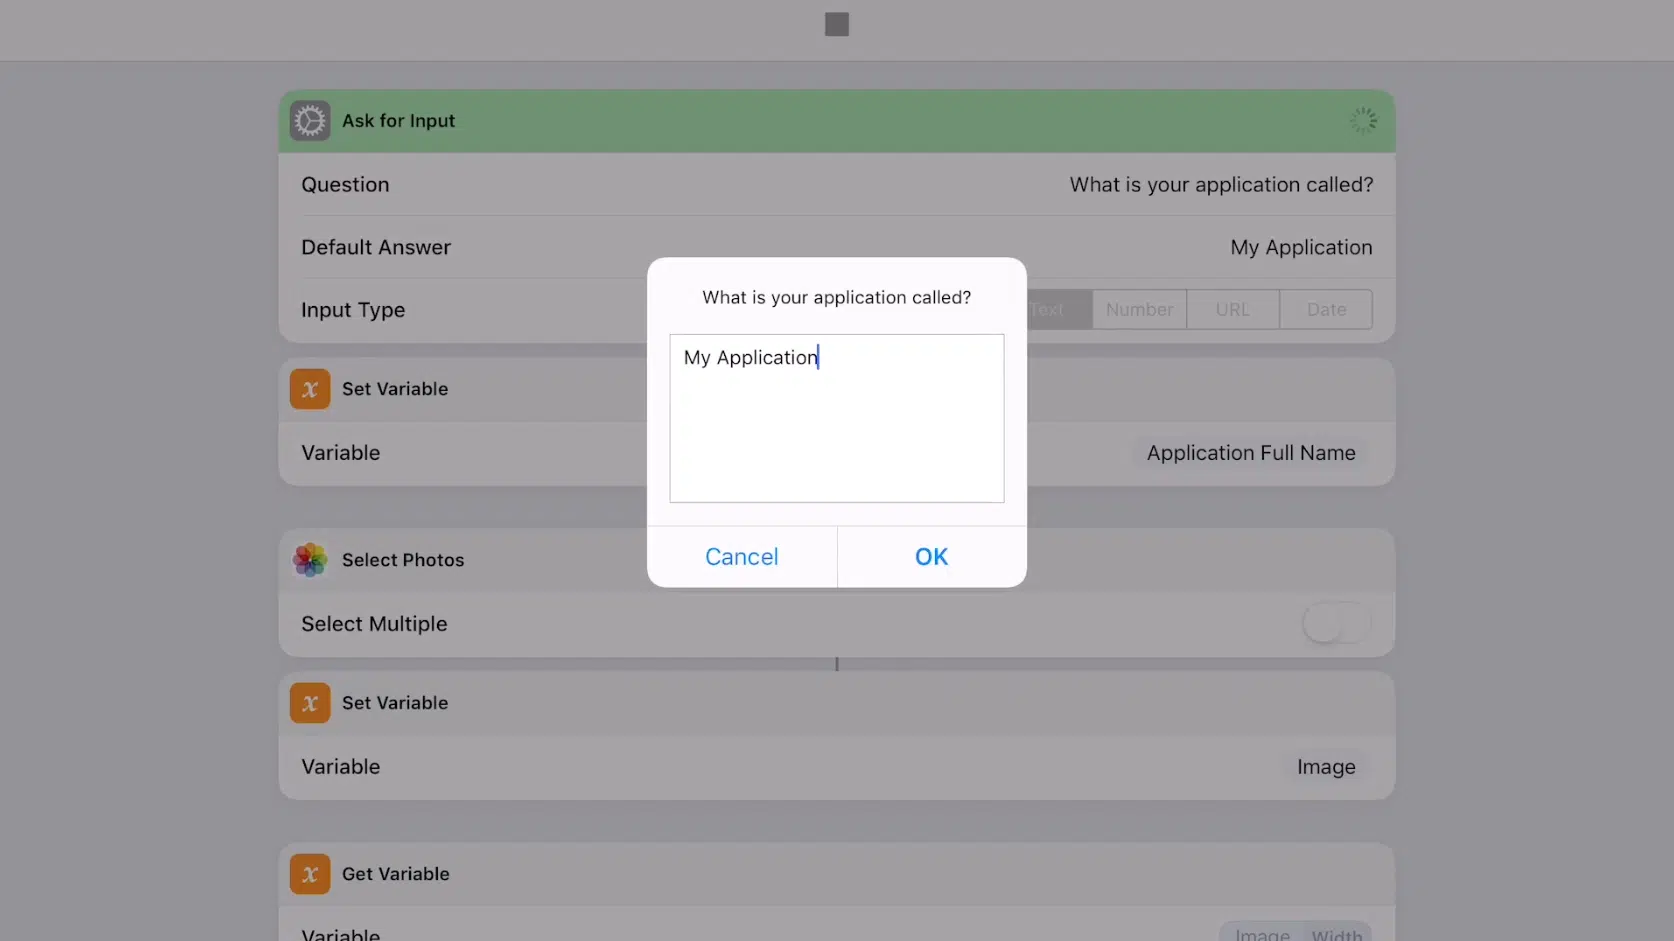 Ask for Input
Question What is your application called?
Default Answer My Application
Input Type Text Number URL Date
What is your application called?
My Application
Cancel OK
x Set Variable
Variable Application Full Name
Select Photos
Select Multiple
x Set Variable
Variable Image
x Get Variable
Variable Image Width